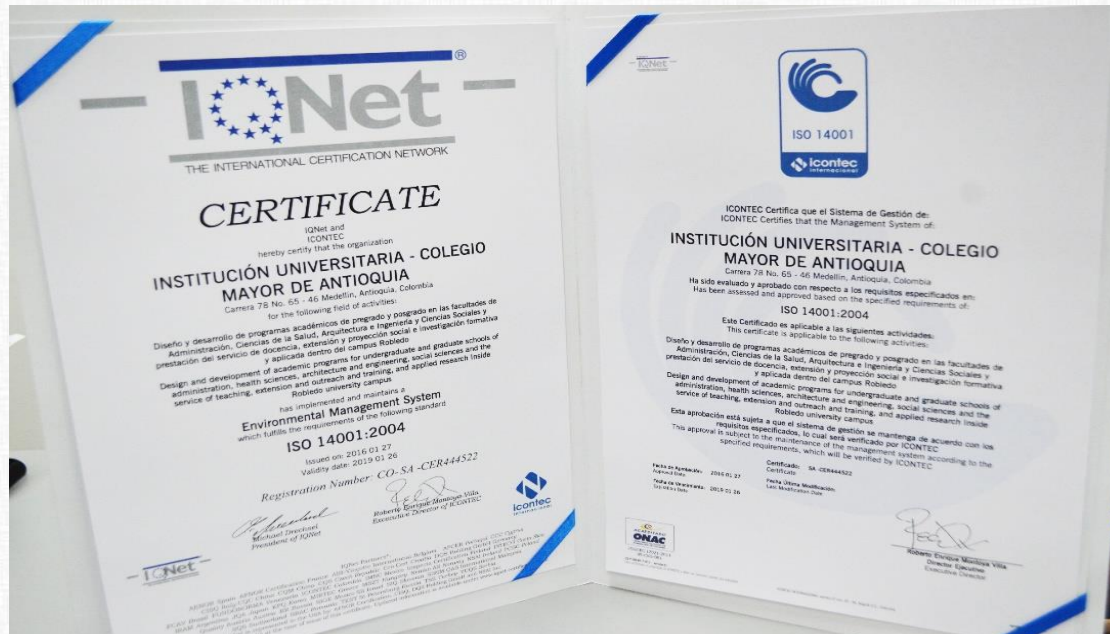 IQNet ®
THE INTERNATIONAL CERTIFICATION NETWORK
CERTIFICATE
IQNet and
ICONTEC
hereby certify that the organization
INSTITUCIÓN UNIVERSITARIA - COLEGIO
MAYOR DE ANTIOQUIA
Carrera 78 No. 65 - 46 Medellín, Antioquia, Colombia
for the following field of activities:
Diseño y desarrollo de programas académicos de pregrado y posgrado en las facultades de
Administración, Ciencias de la Salud, Arquitectura e Ingeniería y Ciencias Sociales y
prestación del servicio de docencia, extensión y proyección social e investigación formativa
y aplicada dentro del campus Robledo
Design and development of academic programs for undergraduate and graduate schools of
administration, health sciences, architecture and engineering, social sciences and the
service of teaching, extension and outreach and training, and applied research inside
Robledo university campus
has implemented and maintains a
Environmental Management System
which fulfills the requirements of the following standard
ISO 14001:2004
Issued on: 2016 01 27
Validity date: 2019 01 26
Registration Number: CO-SA-CER444522
Michael Drechsel
President of IQNet
Roberto Enrique Montoya Villa
Executive Director of ICONTEC
icontec
internacional
IQNet
IQNet
ISO 14001
icontec
internacional
ICONTEC Certifica que el Sistema de Gestión de:
ICONTEC Certifies that the Management System of:
INSTITUCIÓN UNIVERSITARIA - COLEGIO
MAYOR DE ANTIOQUIA
Carrera 78 No. 65 - 46 Medellín, Antioquia, Colombia
Ha sido evaluado y aprobado con respecto a los requisitos especificados en:
Has been assessed and approved based on the specified requirements of:
ISO 14001:2004
Este Certificado es aplicable a las siguientes actividades:
This certificate is applicable to the following activities:
Diseño y desarrollo de programas académicos de pregrado y posgrado en las facultades de
Administración, Ciencias de la Salud, Arquitectura e Ingeniería y Ciencias Sociales y
prestación del servicio de docencia, extensión y proyección social e investigación formativa
y aplicada dentro del campus Robledo
Design and development of academic programs for undergraduate and graduate schools of
administration, health sciences, architecture and engineering, social sciences and the
service of teaching, extension and outreach and training, and applied research inside
Robledo university campus
Esta aprobación está sujeta a que el sistema de gestión se mantenga de acuerdo con los
requisitos especificados, lo cual será verificado por ICONTEC
This approval is subject to the maintenance of the management system according to the
specified requirements, which will be verified by ICONTEC
Certificado: SA-CER444522
Certificate
Fecha de Aprobación: 2016 01 27
Approval Date
Fecha Última Modificación:
Last Modification Date
Fecha de Vencimiento: 2019 01 26
Expiration Date
ONAC
Roberto Enrique Montoya Villa
Director Ejecutivo
Executive Director